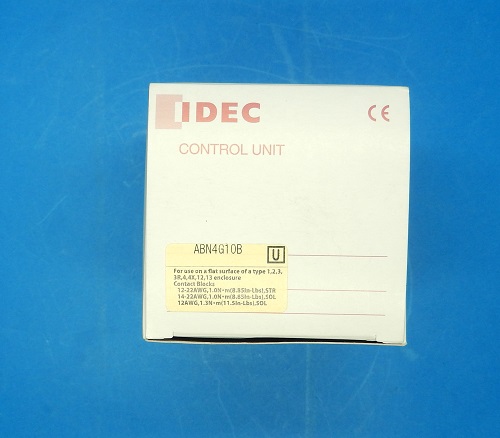 IDEC
CE
CONTROL UNIT
ABN4G10B
U
For use on a flat surface of a type 1,2,3,
3R,4,4X,12,13 enclosure
Contact Blocks
12-22AWG,1.0N·m(8.85in-Lbs),STR
14-22AWG,1.0N·m(8.85in-Lbs),SOL
12AWG,1.3N·m(11.5in-Lbs),SOL